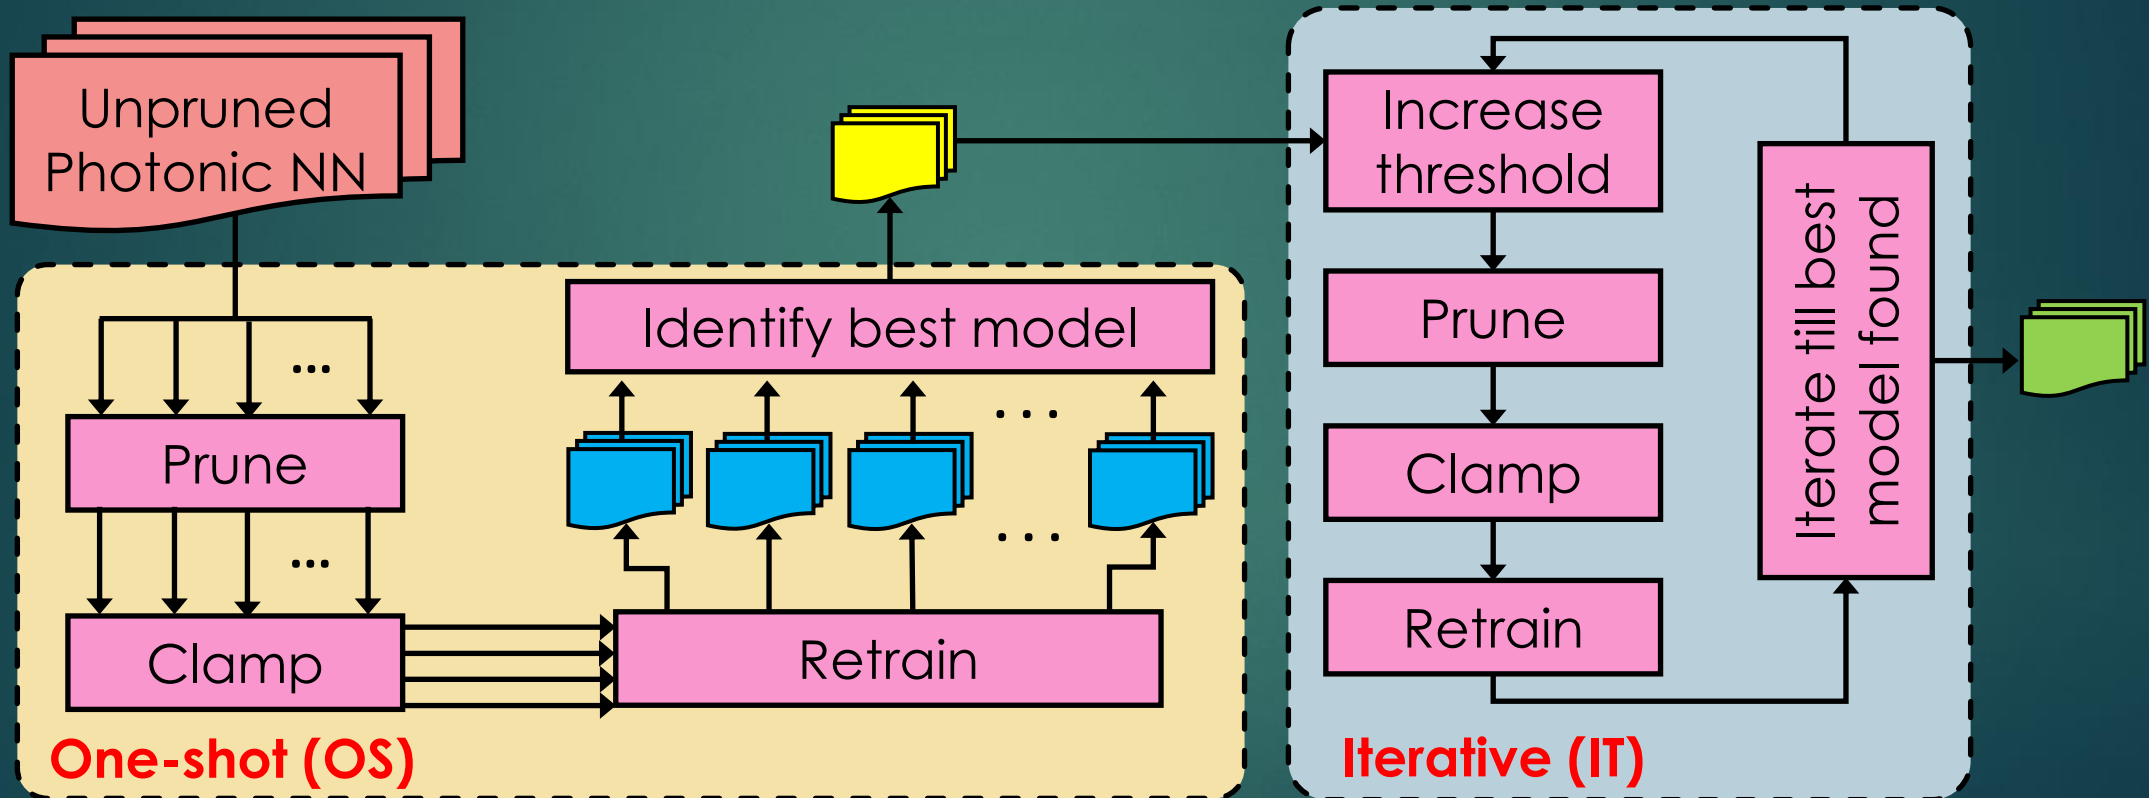 Unpruned
Photonic NN
...
Prune
...
Clamp
Retrain
...
...
Identify best model
One-shot (OS)
Increase
threshold
Prune
Clamp
Retrain
Iterate till best
model found
Iterative (IT)